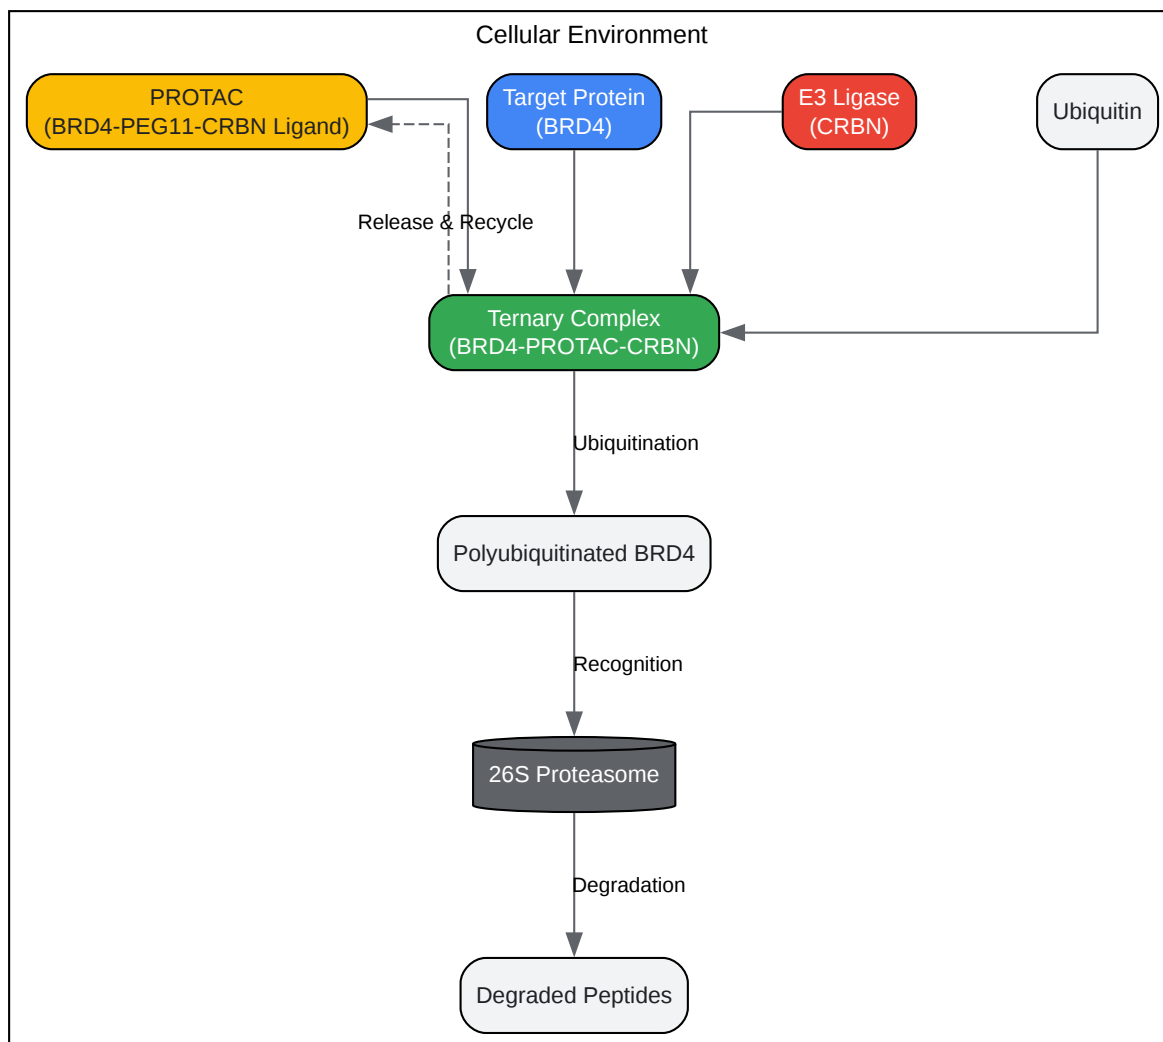 Cellular Environment
PROTAC
(BRD4-PEG11-CRBN Ligand)
Target Protein
(BRD4)
E3 Ligase
(CRBN)
Ubiquitin
Release & Recycle
Ternary Complex
(BRD4-PROTAC-CRBN)
Ubiquitination
Polyubiquitinated BRD4
Recognition
26S Proteasome
Degradation
Degraded Peptides